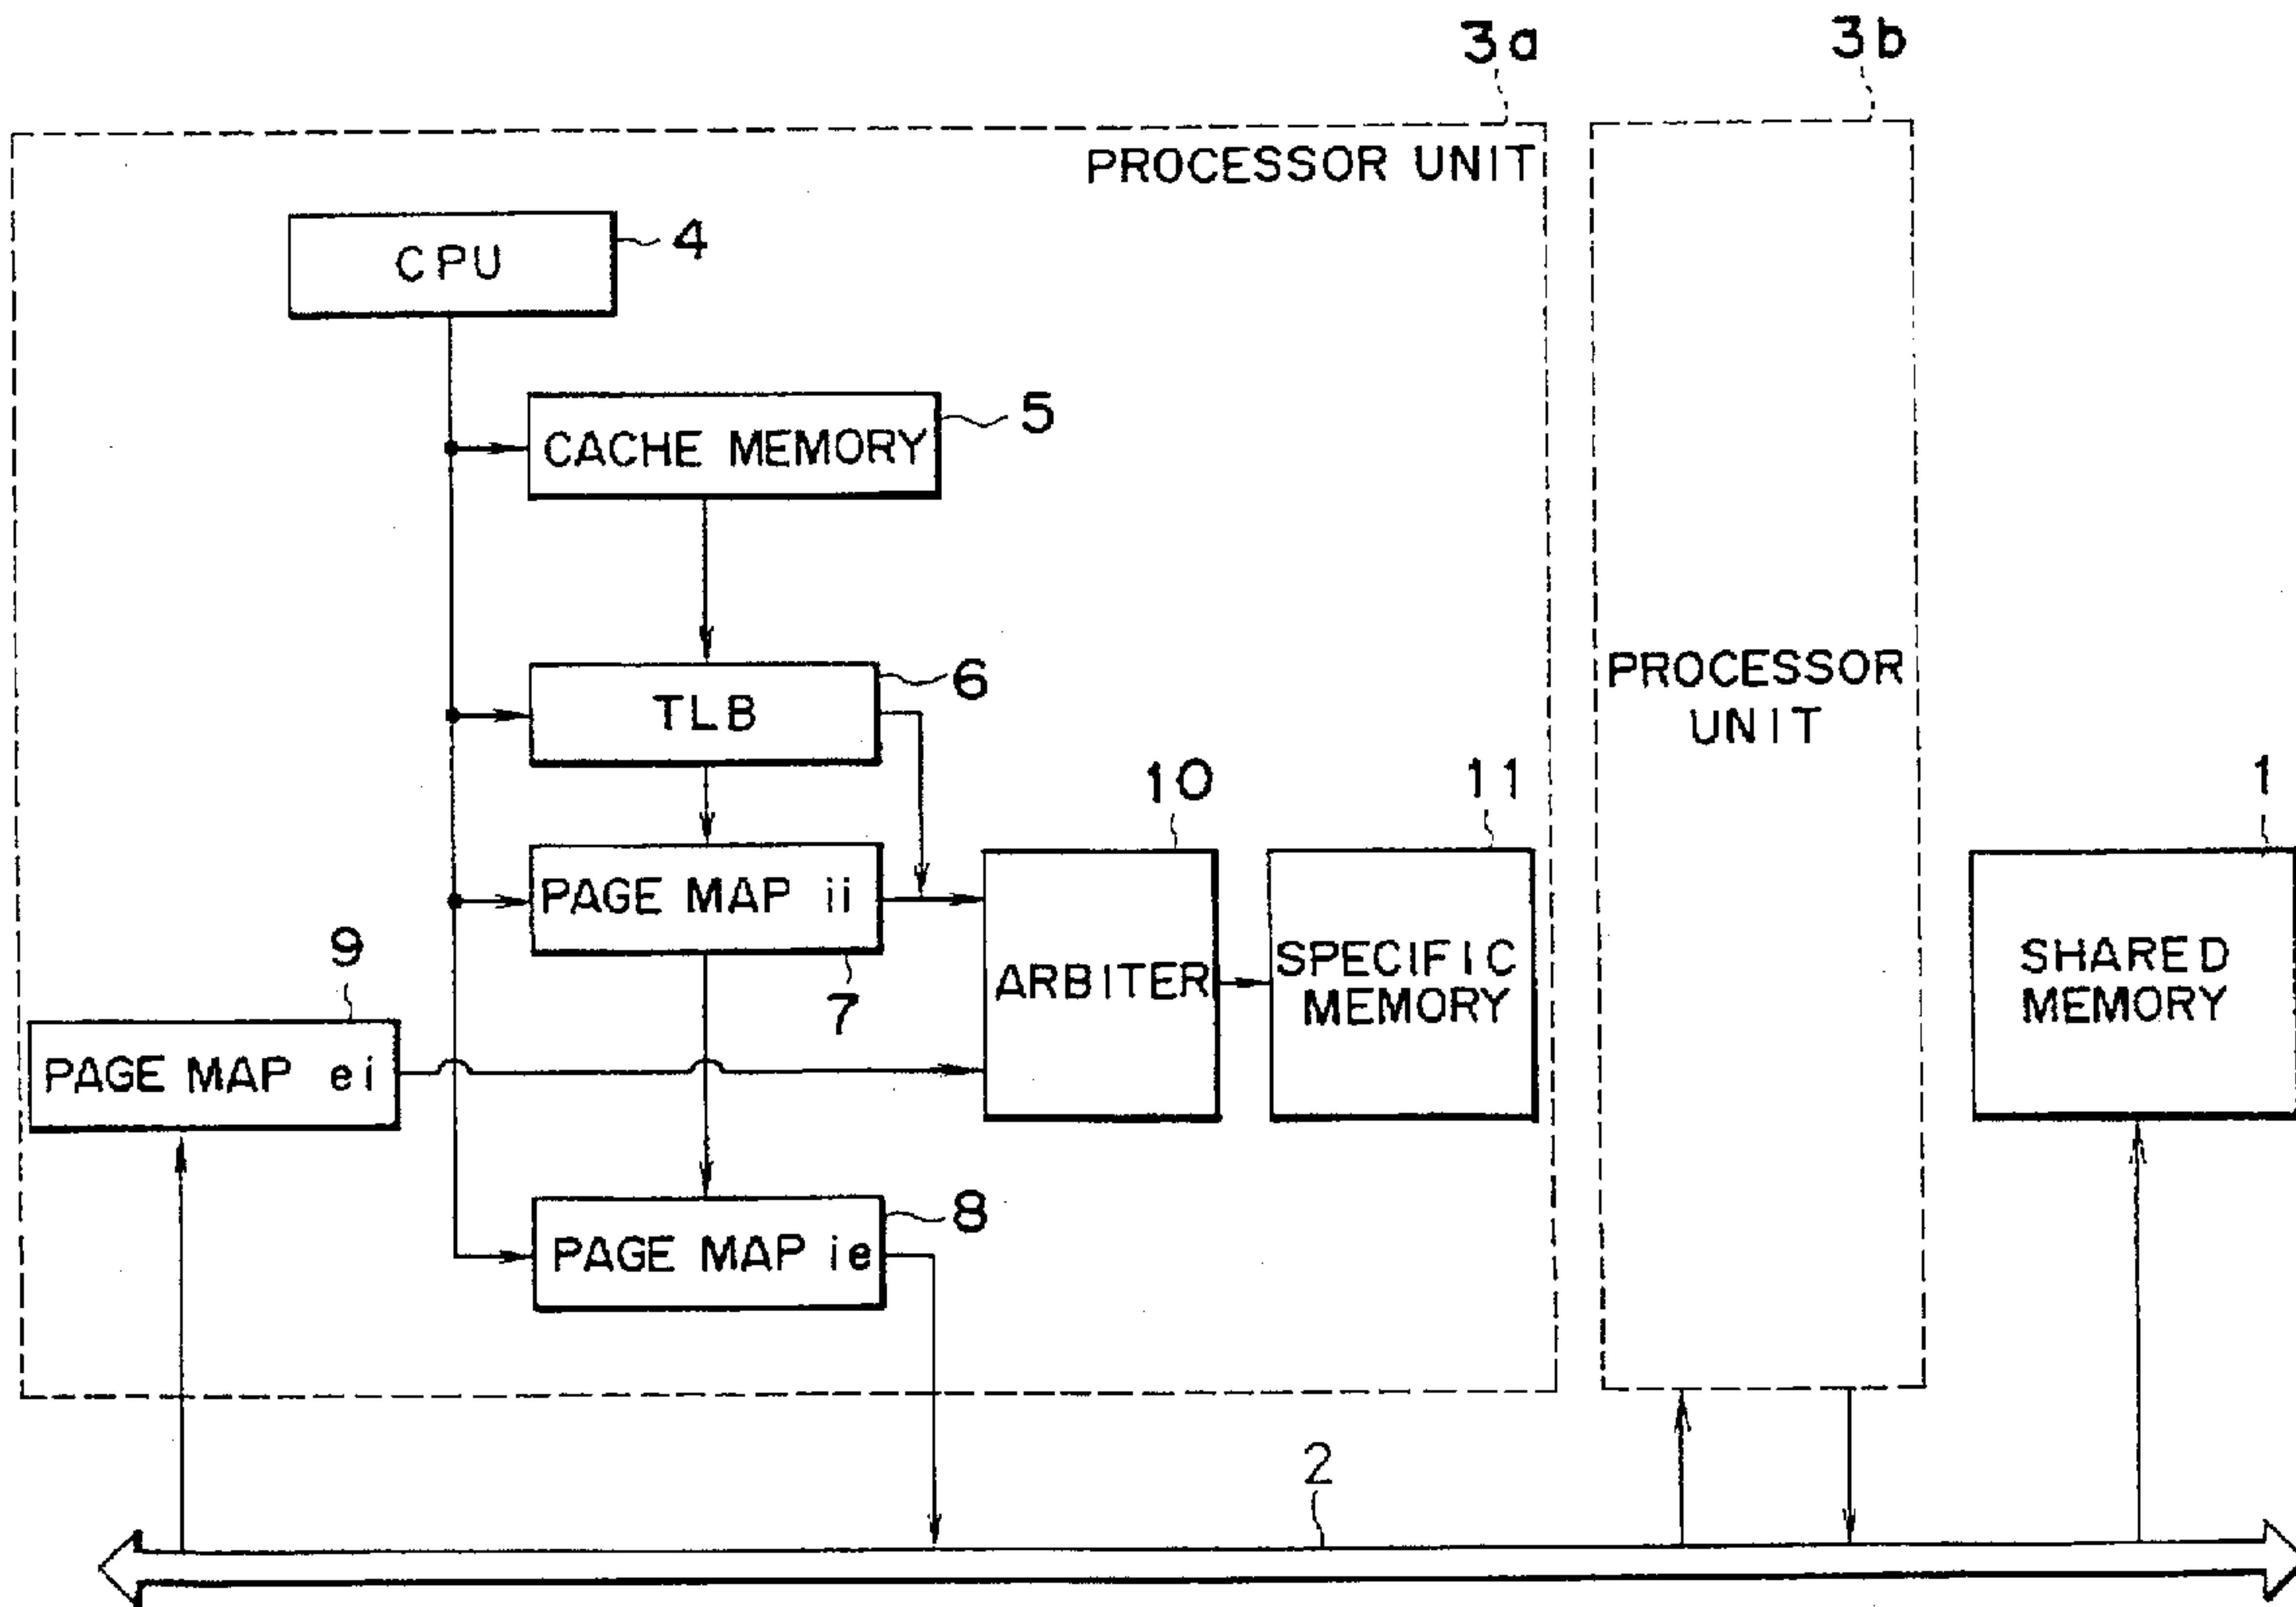 3a
3b
PROCESSOR UNIT
4
CPU
5
CACHE MEMORY
6
TLB
PROCESSOR
UNIT
10
11
1
PAGE MAP ii
7
9
ARBITER
SPECIFIC
MEMORY
SHARED
MEMORY
PAGE MAP ei
8
PAGE MAP ie
2